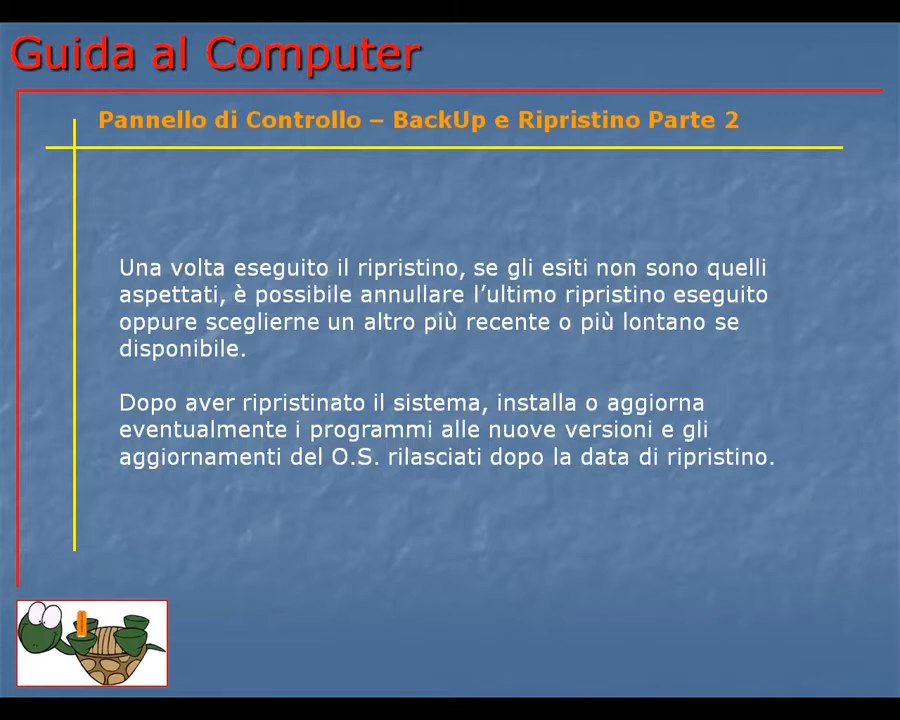 Guida al Computer
Pannello di Controllo – BackUp e Ripristino Parte 2
Una volta eseguito il ripristino, se gli esiti non sono quelli
aspettati, è possibile annullare l’ultimo ripristino eseguito
oppure sceglierne un altro più recente o più lontano se
disponibile.
Dopo aver ripristinato il sistema, installa o aggiorna
eventualmente i programmi alle nuove versioni e gli
aggiornamenti del O.S. rilasciati dopo la data di ripristino.